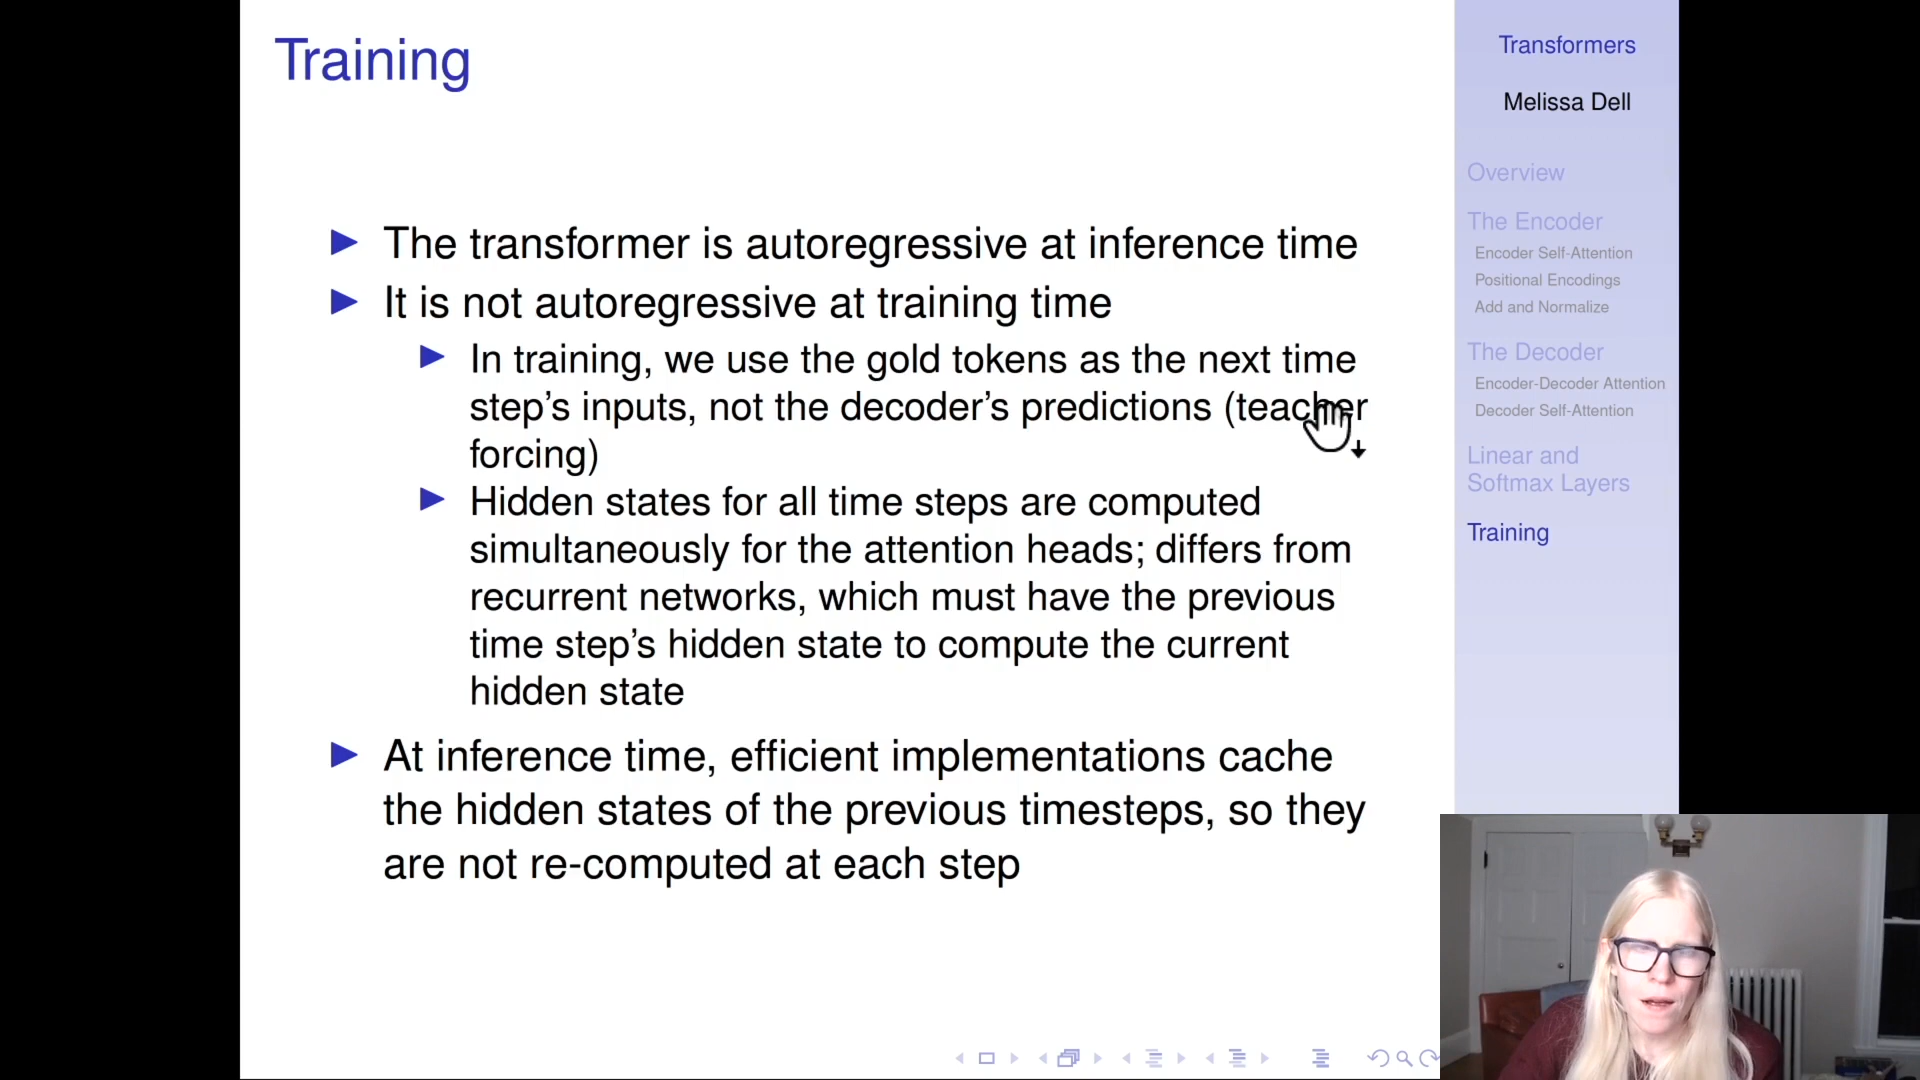 Training
The transformer is autoregressive at inference time
It is not autoregressive at training time
In training, we use the gold tokens as the next time
step’s inputs, not the decoder’s predictions (teacher
forcing)
Hidden states for all time steps are computed
simultaneously for the attention heads; differs from
recurrent networks, which must have the previous
time step’s hidden state to compute the current
hidden state
At inference time, efficient implementations cache
the hidden states of the previous timesteps, so they
are not re-computed at each step
Transformers
Melissa Dell
Overview
The Encoder
Encoder Self-Attention
Positional Encodings
Add and Normalize
The Decoder
Encoder-Decoder Attention
Decoder Self-Attention
Linear and
Softmax Layers
Training